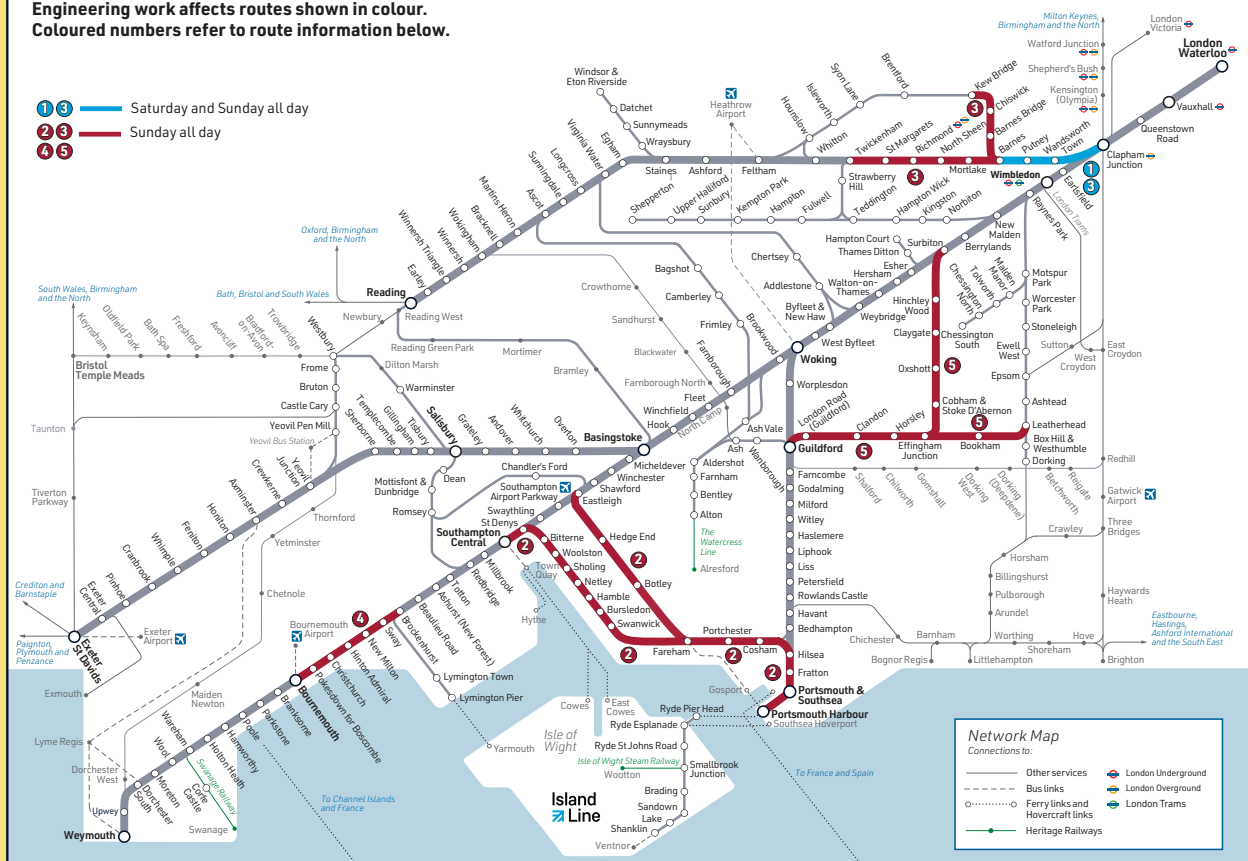 Engineering work affects routes shown in colour.
Coloured numbers refer to route information below.
1 3 Saturday and Sunday all day
2 3 Sunday all day
4 5
Milton Keynes,
Birmingham and the North
London
Victoria
Watford Junction
Shepherd's Bush
Kensington
(Olympia)
London
Waterloo
Vauxhall
Queenstown
Road
Clapham
Junction
1
3
Windsor &
Eton Riverside
Datchet
Sunnymeads
Wraysbury
Heathrow
Airport
Hounslow
Isleworth
Syon Lane
Brentford
Kew Bridge
3
Chiswick
Barnes Bridge
Staines
Ashford
Feltham
Whitton
Twickenham
St Margarets
Richmond
North Sheen
3
Mortlake
Barnes
Putney
Wandsworth
Town
Wimbledon
Earlsfield
London Trams
Raynes Park
New
Malden
Berrylands
Surbiton
Strawberry
Hill
Teddington
Hampton Wick
Kingston
Norbiton
Shepperton
Upper Halliford
Sunbury
Kempton Park
Hampton
Fulwell
Egham
Virginia Water
Longcross
Sunningdale
Ascot
Martins Heron
Bracknell
Wokingham
Winnersh
Winnersh Triangle
Earley
Reading
Oxford, Birmingham
and the North
Bath, Bristol and South Wales
South Wales, Birmingham
and the North
Newbury
Reading West
Reading Green Park
Mortimer
Bramley
Keynsham
Oldfield Park
Bath Spa
Freshford
Avoncliff
Bradford-
on-Avon
Trowbridge
Westbury
Bristol
Temple Meads
Frome
Bruton
Castle Cary
Yeovil Pen Mill
Yeovil Bus Station
Dilton Marsh
Warminster
Taunton
Tiverton
Parkway
Crowthorne
Sandhurst
Blackwater
Farnborough North
North Camp
Bagshot
Camberley
Frimley
Ash Vale
Ash
Wanborough
Aldershot
Farnham
Bentley
Alton
The
Watercress
Line
Alresford
Chertsey
Addlestone
Hampton Court
Thames Ditton
Esher
Hersham
Walton-on-
Thames
Weybridge
Byfleet &
New Haw
West Byfleet
Woking
Brookwood
Farnborough
Fleet
Winchfield
Hook
Basingstoke
Hinchley
Wood
Claygate
Oxshott
5
Cobham &
Stoke D'Abernon
5
Leatherhead
Bookham
Effingham
Junction
Horsley
Clandon
5
London Road
(Guildford)
Guildford
Worplesdon
Chessington
North
Tolworth
Malden
Manor
Chessington
South
Motspur
Park
Worcester
Park
Stoneleigh
Ewell
West
Epsom
Ashtead
Box Hill &
Westhumble
Dorking
Sutton
West
Croydon
East
Croydon
Redhill
Gatwick
Airport
Three
Bridges
Crawley
Horsham
Billingshurst
Pulborough
Arundel
Haywards
Heath
Eastbourne,
Hastings,
Ashford International
and the South East
Shalford
Chilworth
Gomshall
Dorking
West
Dorking
(Deepdene)
Betchworth
Reigate
Farncombe
Godalming
Milford
Witley
Haslemere
Liphook
Liss
Petersfield
Rowlands Castle
Havant
Bedhampton
Hilsea
Fratton
Chichester
Barnham
Bognor Regis
Littlehampton
Worthing
Shoreham
Hove
Brighton
Overton
Whitchurch
Andover
Grateley
Salisbury
Tisbury
Gillingham
Templecombe
Sherborne
Yeovil
Junction
Crewkerne
Axminster
Honiton
Feniton
Whimple
Cranbrook
Pinhoe
Exeter
Central
Exeter
St Davids
Exeter
Airport
Crediton and
Barnstaple
Paignton,
Plymouth and
Penzance
Exmouth
Thornford
Yetminster
Chetnole
Maiden
Newton
Lyme Regis
Dorchester
West
Dean
Mottisfont &
Dunbridge
Romsey
Chandler's Ford
Micheldever
Winchester
Shawford
Eastleigh
Southampton
Airport Parkway
Swaythling
St Denys
Southampton
Central
2
Bitterne
Woolston
Sholing
Netley
Hamble
Bursledon
Swanwick
2
Hedge End
2
Botley
Fareham
Portchester
2
Cosham
2
Portsmouth &
Southsea
Portsmouth Harbour
Southsea Hoverport
Gosport
Town
Quay
Hythe
Millbrook
Redbridge
Totton
Ashurst (New Forest)
Beaulieu Road
Brockenhurst
Sway
New Milton
Hinton Admiral
Christchurch
Pokesdown for Boscombe
4
Bournemouth
Bournemouth
Airport
Branksome
Parkstone
Poole
Hamworthy
Holton Heath
Wareham
Wool
Moreton
Dorchester
South
Upwey
Weymouth
Swanage Railway
Corfe
Castle
Swanage
Lymington Town
Lymington Pier
Yarmouth
Cowes
East
Cowes
Isle of
Wight
Ryde Pier Head
Ryde Esplanade
Ryde St Johns Road
Isle of Wight Steam Railway
Wootton
Smallbrook
Junction
Brading
Sandown
Lake
Shanklin
Ventnor
Island
Line
To Channel Islands
and France
To France and Spain
Network Map
Connections to:
Other services
Bus links
Ferry links and
Hovercraft links
Heritage Railways
London Underground
London Overground
London Trams